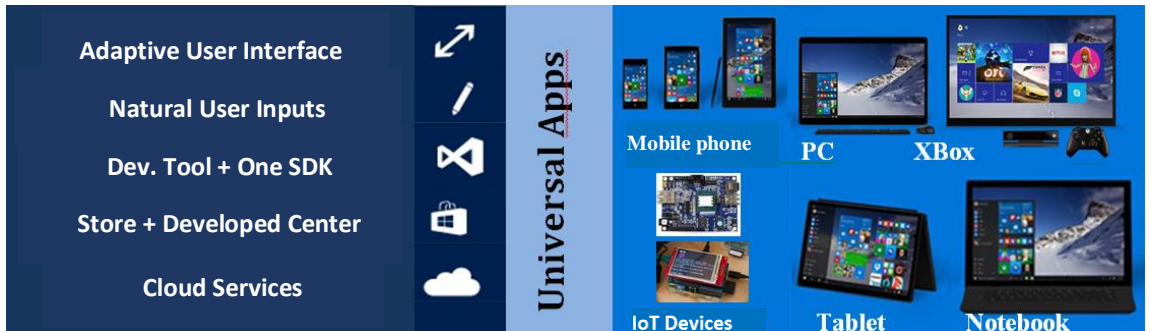 Adaptive User Interface
Natural User Inputs
Dev. Tool + One SDK
Store + Developed Center
Cloud Services
Universal Apps
Mobile phone
PC
XBox
IoT Devices
Tablet
Notebook